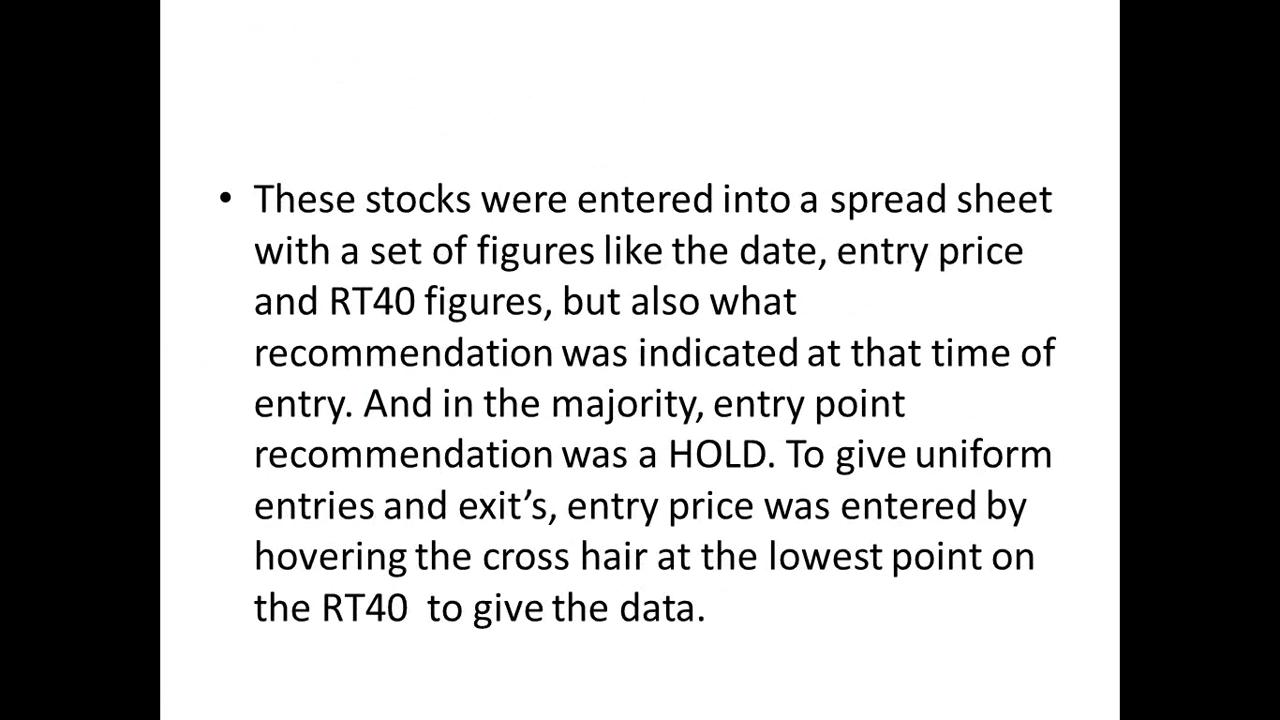 • These stocks were entered into a spread sheet
with a set of figures like the date, entry price
and RT40 figures, but also what
recommendation was indicated at that time of
entry. And in the majority, entry point
recommendation was a HOLD. To give uniform
entries and exit’s, entry price was entered by
hovering the cross hair at the lowest point on
the RT40  to give the data.